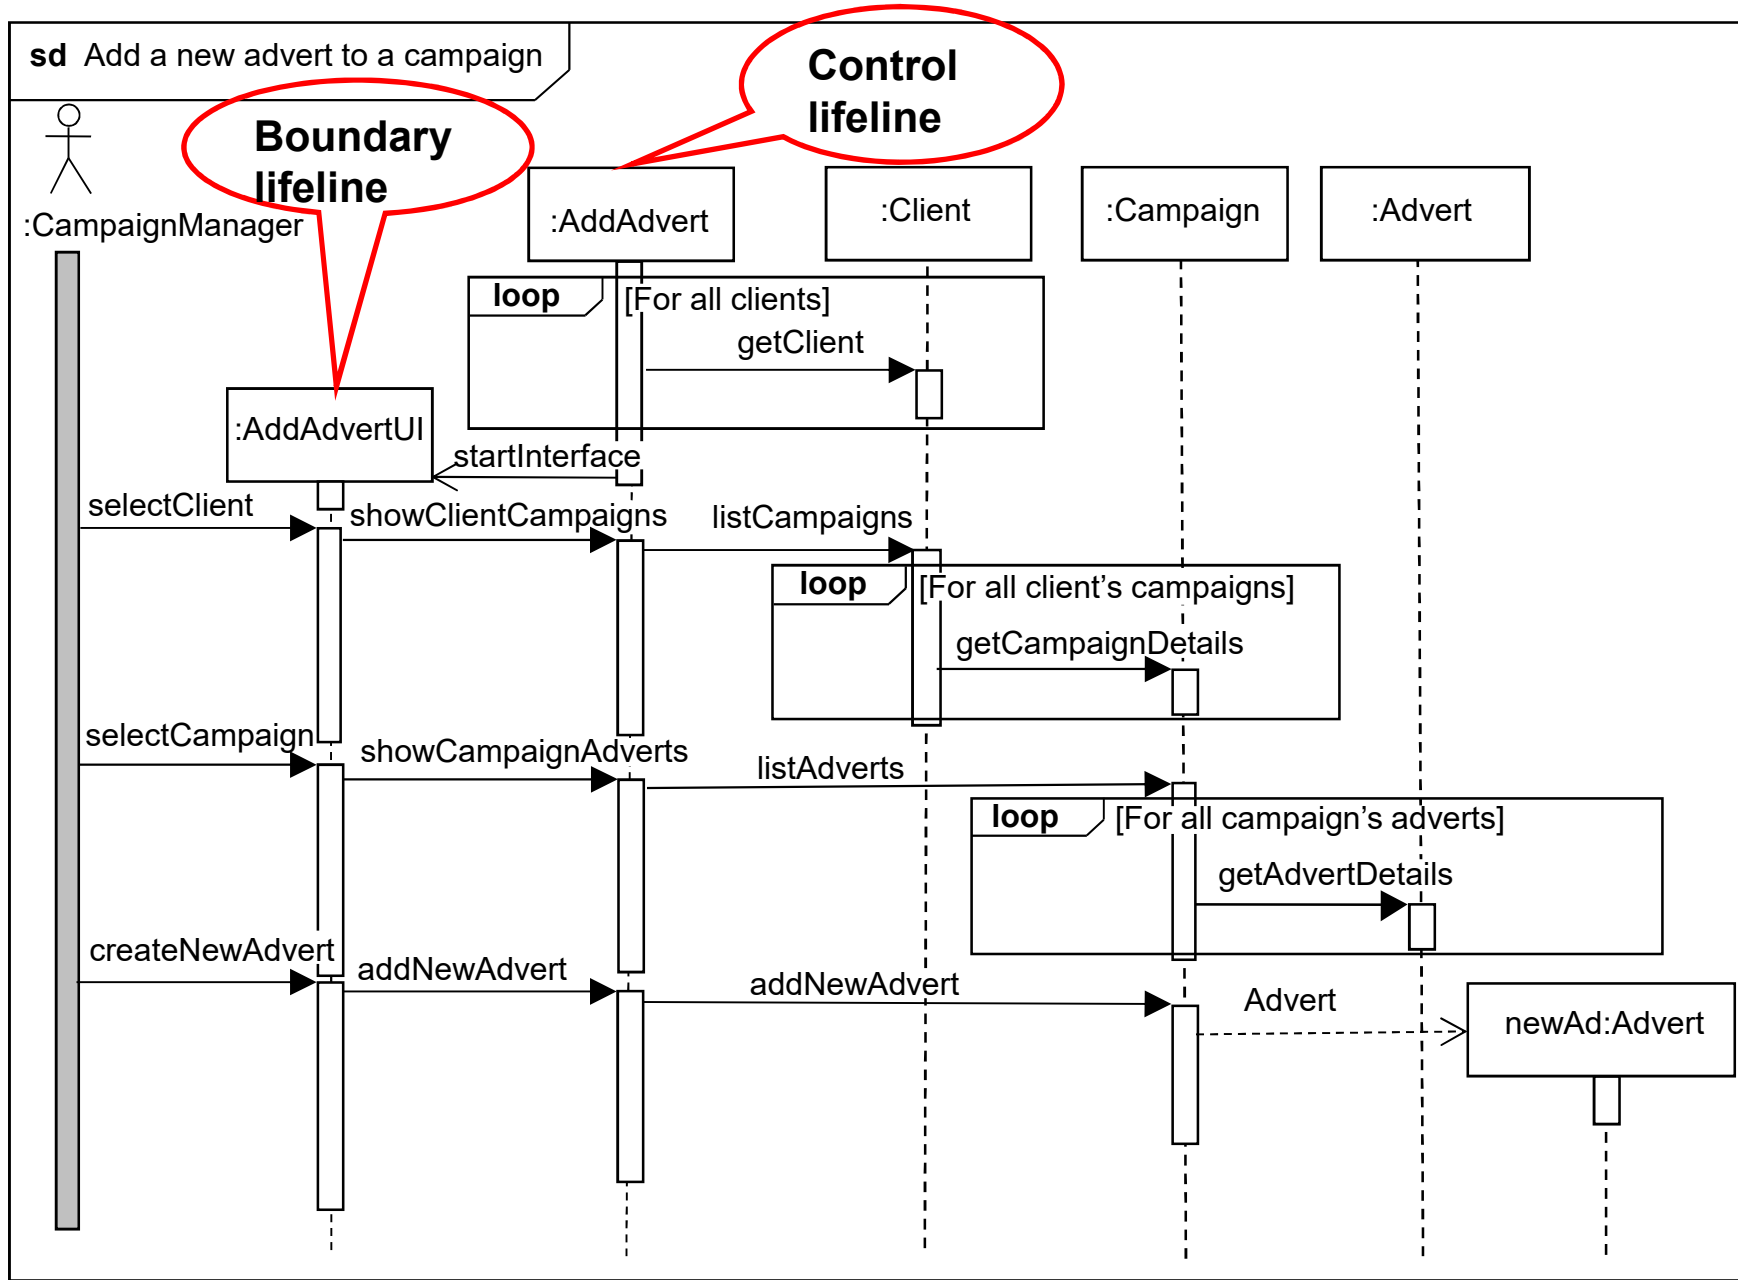 sd Add a new advert to a campaign
Control
lifeline
Boundary
lifeline
:CampaignManager
:AddAdvert
:Client
:Campaign
:Advert
loop
[For all clients]
getClient
:AddAdvertUI
startInterface
selectClient
showClientCampaigns
listCampaigns
loop
[For all client’s campaigns]
getCampaignDetails
selectCampaign
showCampaignAdverts
listAdverts
loop
[For all campaign’s adverts]
getAdvertDetails
createNewAdvert
addNewAdvert
addNewAdvert
Advert
newAd:Advert